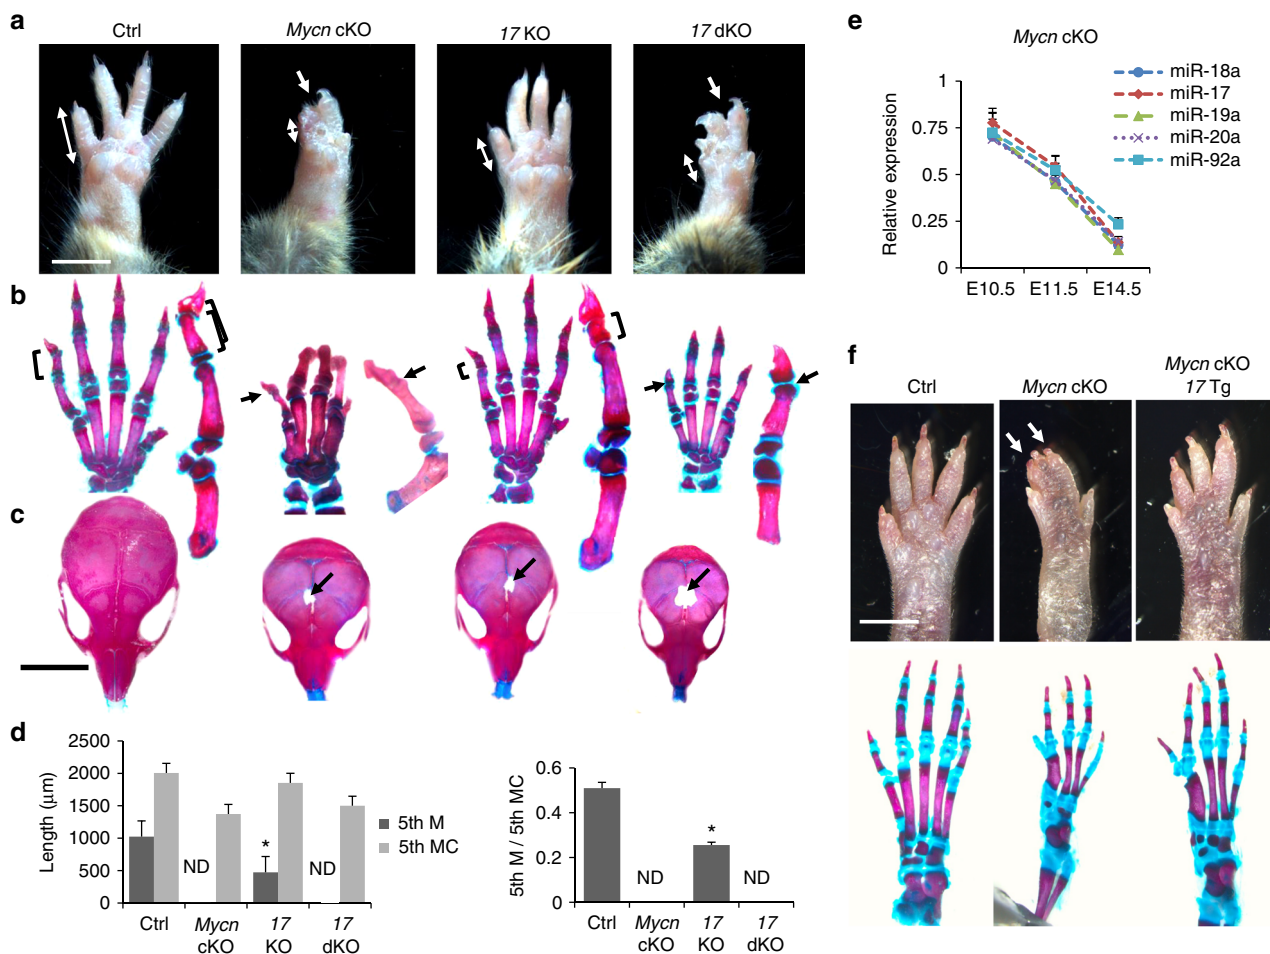 a
Ctrl
Mycn cKO
17 KO
17 dKO
b
c
d
Length (μm)
2500
2000
1500
1000
500
0
ND
*
ND
5th M
5th MC
Ctrl
Mycn cKO
17 KO
17 dKO
5th M / 5th MC
0.6
0.4
0.2
0
ND
*
ND
Ctrl
Mycn cKO
17 KO
17 dKO
e
Mycn cKO
Relative expression
1
0.75
0.5
0.25
0
E10.5
E11.5
E14.5
miR-18a
miR-17
miR-19a
miR-20a
miR-92a
f
Ctrl
Mycn cKO
Mycn cKO
17 Tg